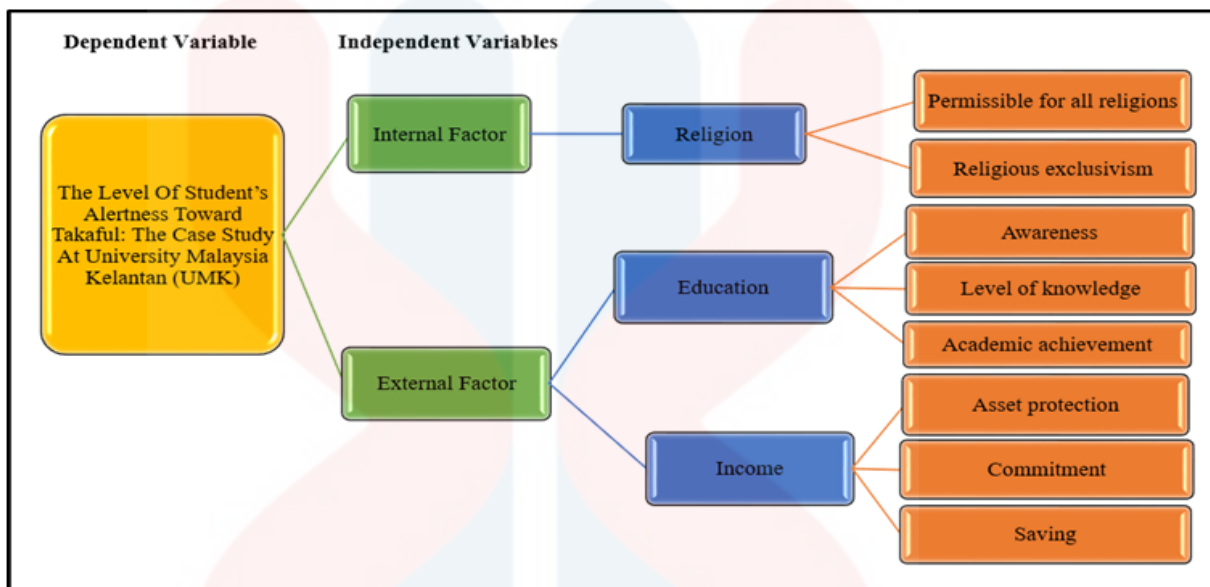 Dependent Variable
Independent Variables
The Level Of Student’s
Alertness Toward
Takaful: The Case Study
At University Malaysia
Kelantan (UMK)
Internal Factor
External Factor
Religion
Education
Income
Permissible for all religions
Religious exclusivism
Awareness
Level of knowledge
Academic achievement
Asset protection
Commitment
Saving